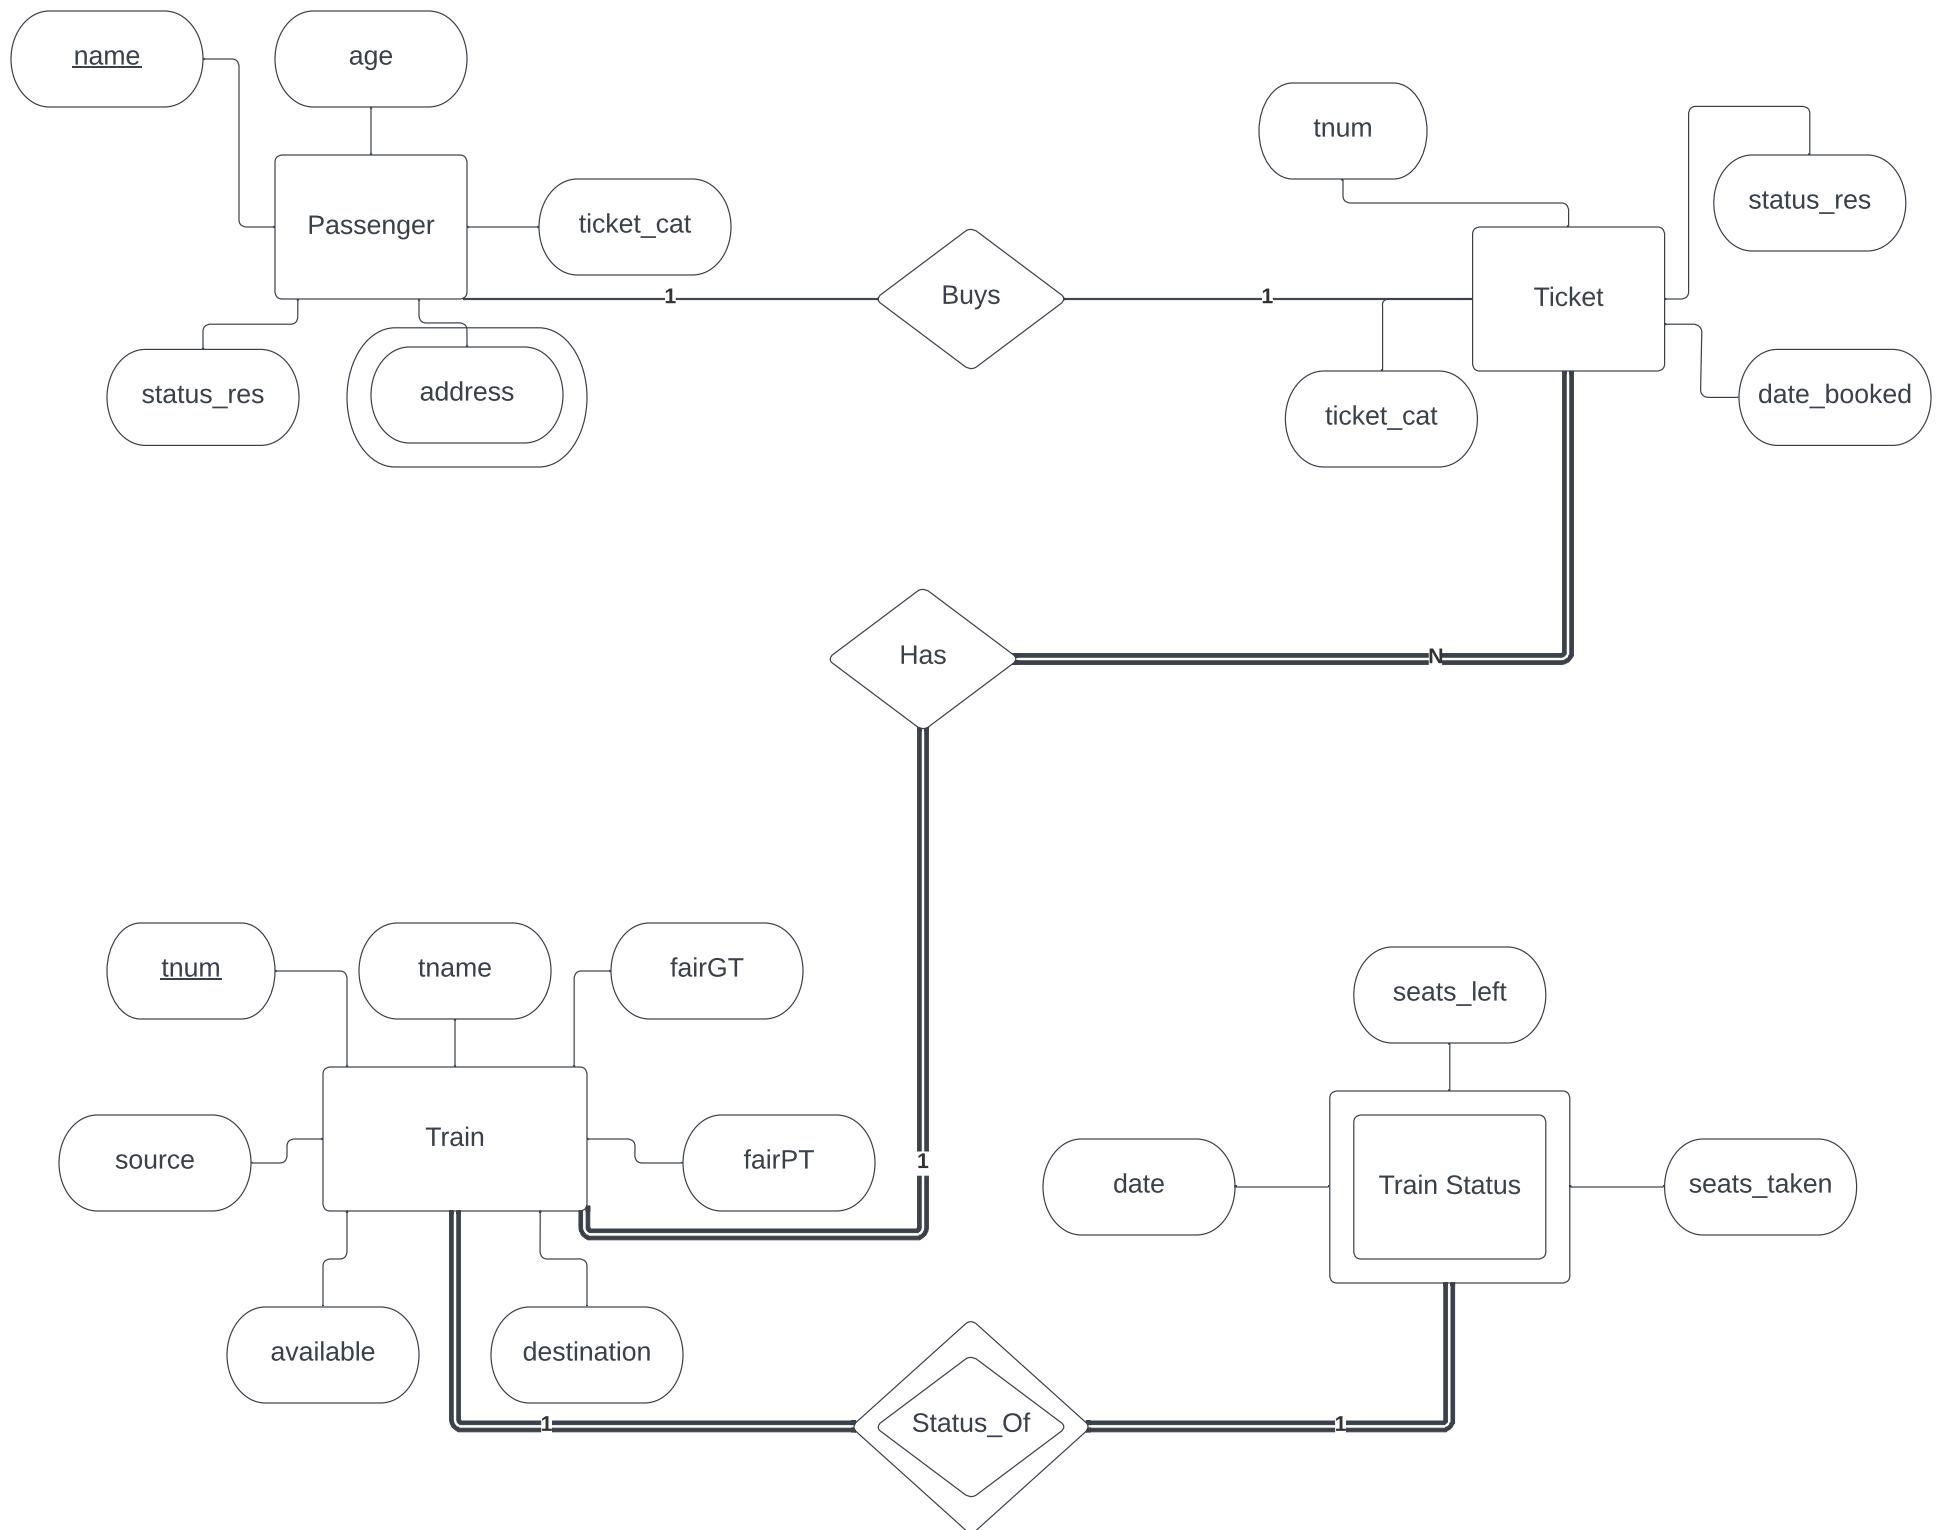 name
age
tnum
status_res
Passenger
ticket_cat
1
Buys
1
Ticket
status_res
address
ticket_cat
date_booked
Has
N
tnum
tname
fairGT
seats_left
source
Train
fairPT
1
date
Train Status
seats_taken
available
destination
1
Status_Of
1